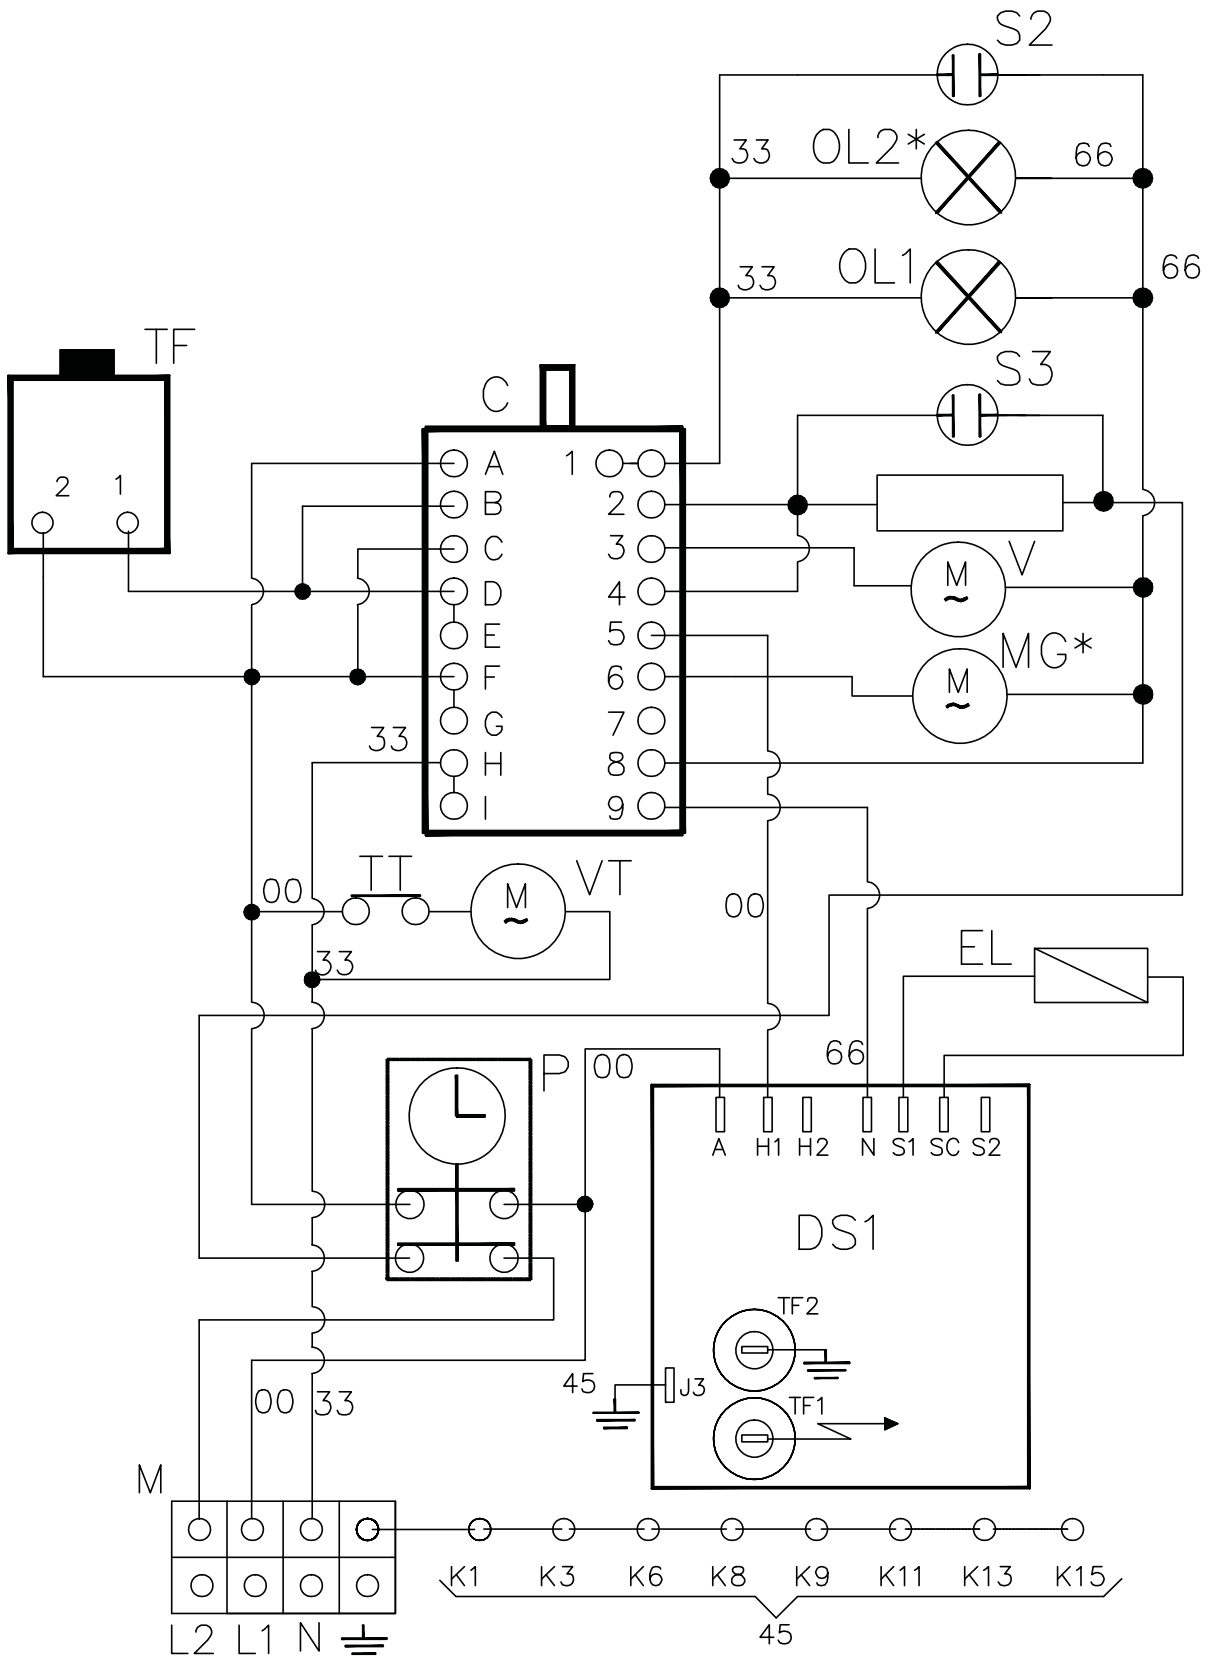 S2
33 OL2* 66
OL1 66
33
TF
S3
C
2 1
A 1
B 2
C 3
D 4
E 5
F 6
G 7
H 8
I 9
M V
MG*
M
33
TT VT
00 M
33
00
EL
66
P 00
A H1 H2 N S1 SC S2
DS1
TF2
45 J3
TF1
00 33
M
K1 K3 K6 K8 K9 K11 K13 K15
45
L2 L1 N